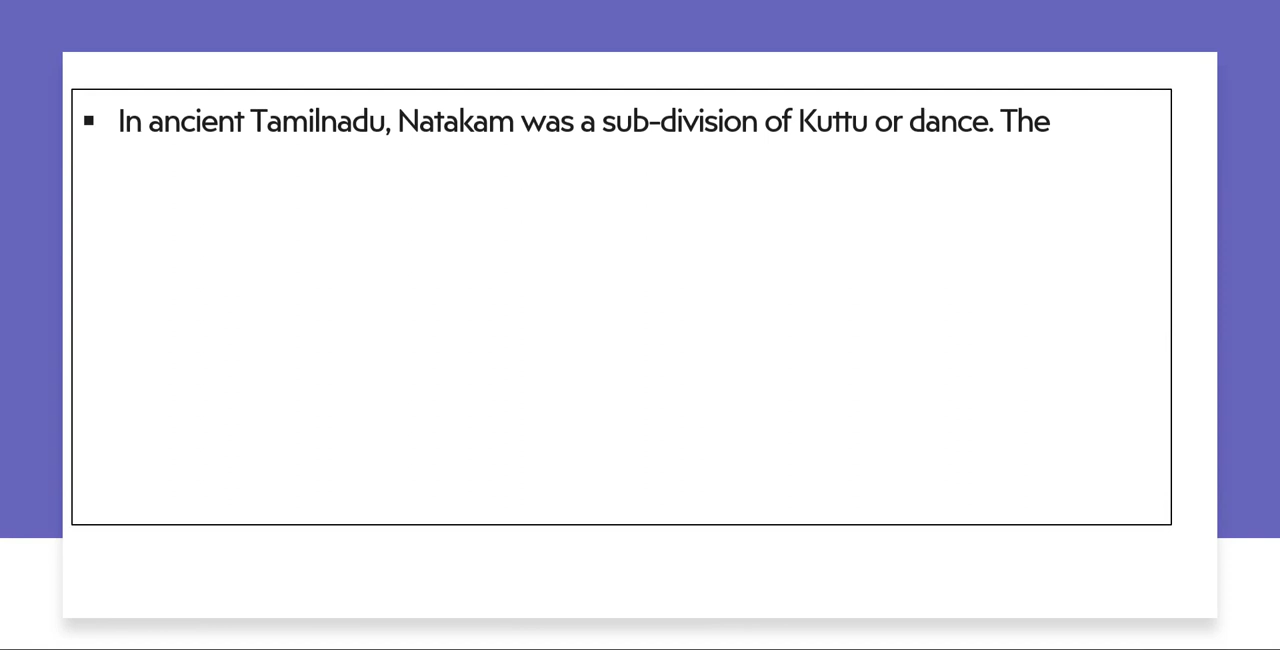 ▪ In ancient Tamilnadu, Natakam was a sub-division of Kuttu or dance. The